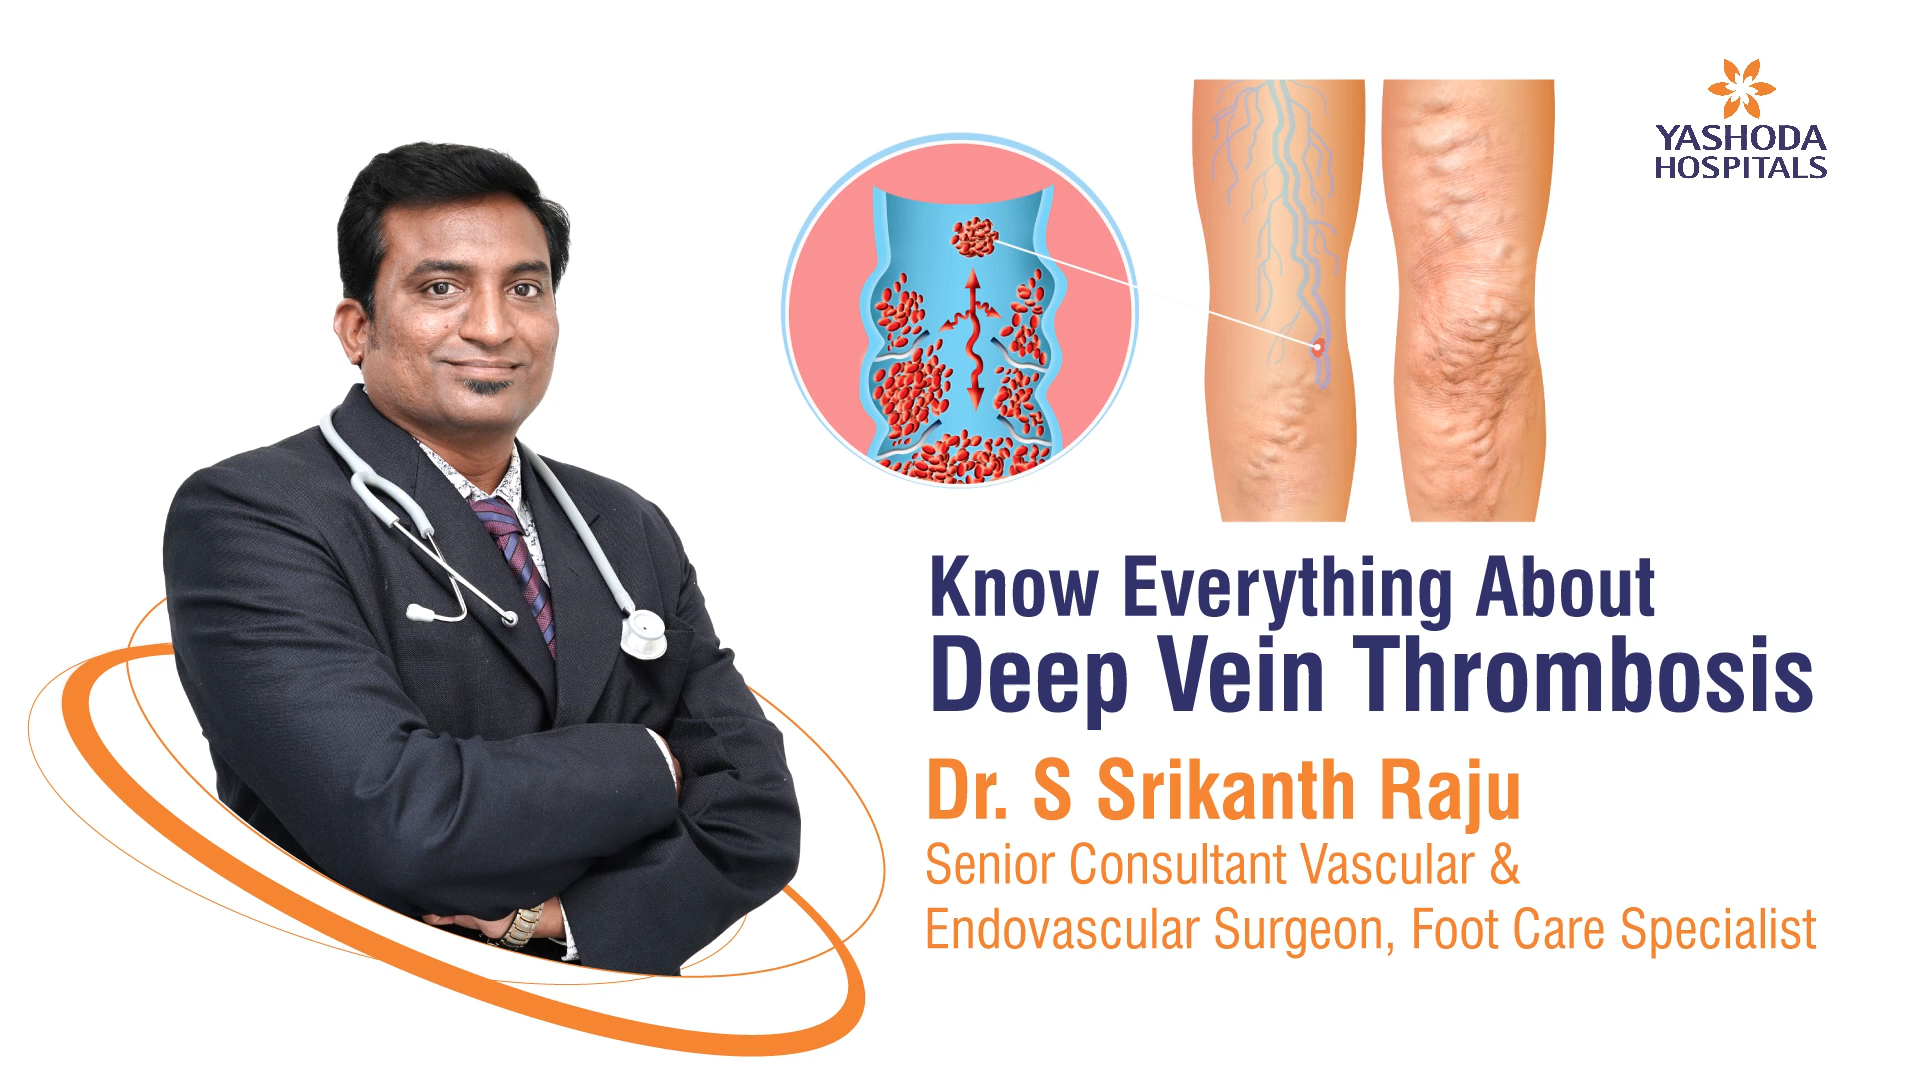 YASHODA
HOSPITALS
Know Everything About
Deep Vein Thrombosis
Dr. S Srikanth Raju
Senior Consultant Vascular &
Endovascular Surgeon, Foot Care Specialist